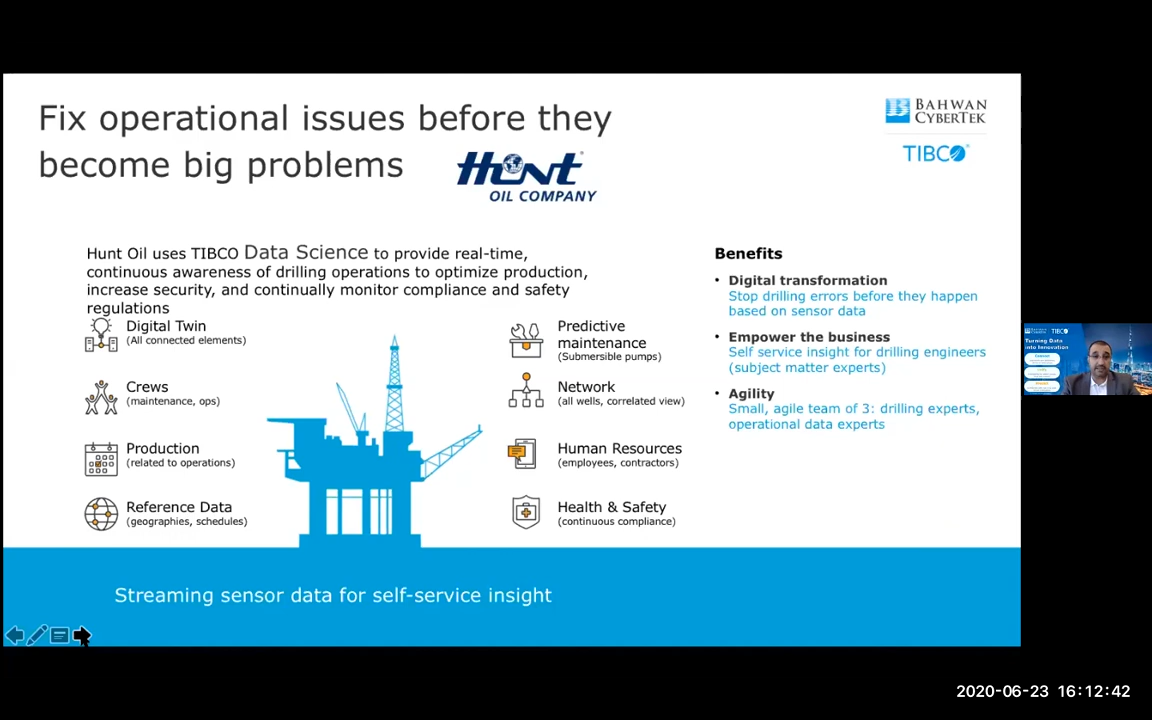 Fix operational issues before they
become big problems
HUNT
OIL COMPANY
BAHWAN
CYBERTEK
TIBCO
Hunt Oil uses TIBCO Data Science to provide real-time,
continuous awareness of drilling operations to optimize production,
increase security, and continually monitor compliance and safety
regulations
Digital Twin
(All connected elements)
Crews
(maintenance, ops)
Production
(related to operations)
Reference Data
(geographies, schedules)
Predictive
maintenance
(Submersible pumps)
Network
(all wells, correlated view)
Human Resources
(employees, contractors)
Health & Safety
(continuous compliance)
Benefits
• Digital transformation
Stop drilling errors before they happen
based on sensor data
• Empower the business
Self service insight for drilling engineers
(subject matter experts)
• Agility
Small, agile team of 3: drilling experts,
operational data experts
Streaming sensor data for self-service insight
TIBCO
Turning Data
into Innovation
2020-06-23 16:12:42